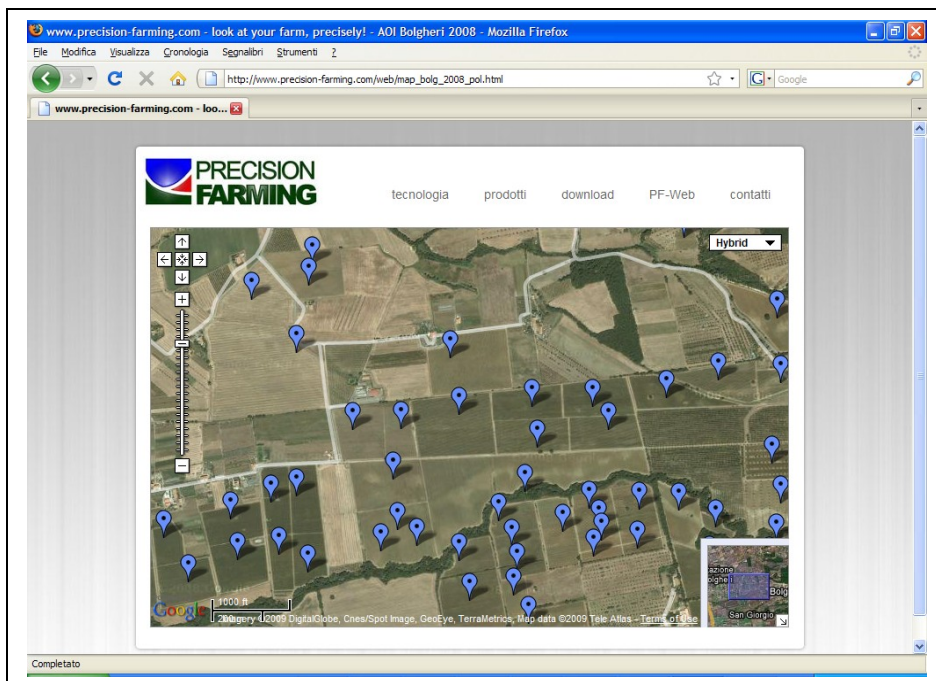 www.precision-farming.com - look at your farm, precisely! - AOI Bolgheri 2008 - Mozilla Firefox
File Modifica Visualizza Cronologia Segnalibri Strumenti ?
http://www.precision-farming.com/web/map_bolg_2008_pol.html
G Google
www.precision-farming.com - loo...
PRECISION
FARMING
tecnologia prodotti download PF-Web contatti
Hybrid
azione
olgheri
Bolg
San Giorgio
1000 ft
Google
Imagery ©2009 DigitalGlobe, Cnes/Spot Image, GeoEye, TerraMetrics, Map data ©2009 Tele Atlas - Terms of Use
Completato